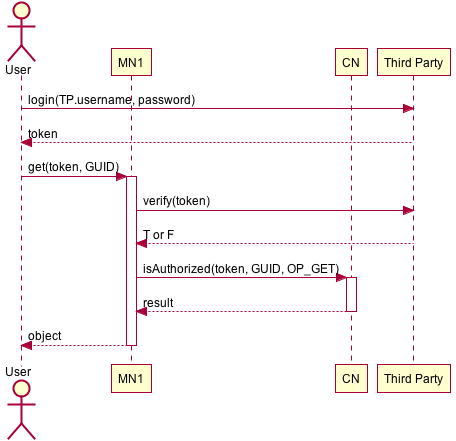 User
MN1
CN
Third Party
login(TP.username, password)
token
get(token, GUID)
verify(token)
T or F
isAuthorized(token, GUID, OP_GET)
result
object
User
MN1
CN
Third Party